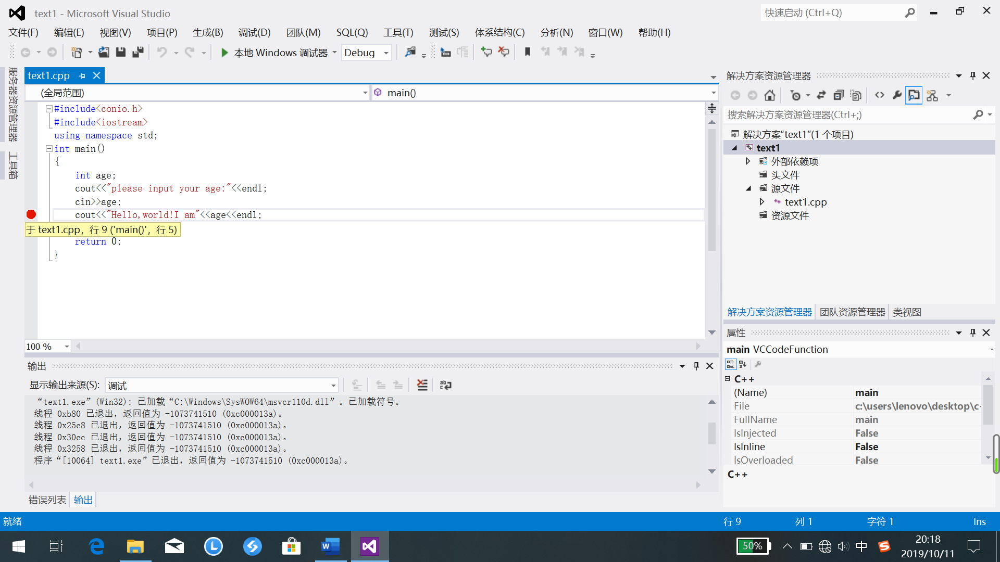 text1 - Microsoft Visual Studio
快速启动 (Ctrl+Q)
文件(F) 编辑(E) 视图(V) 项目(P) 生成(B) 调试(D) 团队(M) SQL(Q) 工具(T) 测试(S) 体系结构(C) 分析(N) 窗口(W) 帮助(H)
本地 Windows 调试器 Debug
服务器资源管理器
工具箱
text1.cpp
(全局范围) main()
#include<conio.h>
#include<iostream>
using namespace std;
int main()
{
int age;
cout<<"please input your age:"<<endl;
cin>>age;
cout<<"Hello,world!I am"<<age<<endl;
于 text1.cpp，行 9 ('main()'，行 5)
return 0;
}
100 %
输出
显示输出来源(S): 调试
“text1.exe”(Win32): 已加载“C:\Windows\SysWOW64\msvcr110d.dll”。已加载符号。
线程 0xb80 已退出，返回值为 -1073741510 (0xc000013a)。
线程 0x25c8 已退出，返回值为 -1073741510 (0xc000013a)。
线程 0x30cc 已退出，返回值为 -1073741510 (0xc000013a)。
线程 0x3258 已退出，返回值为 -1073741510 (0xc000013a)。
程序“[10064] text1.exe”已退出，返回值为 -1073741510 (0xc000013a)。
错误列表 输出
解决方案资源管理器
搜索解决方案资源管理器(Ctrl+;)
解决方案“text1”(1 个项目)
text1
外部依赖项
头文件
源文件
text1.cpp
资源文件
解决方案资源管理器 团队资源管理器 类视图
属性
main VCCodeFunction
C++
(Name) main
File c:\users\lenovo\desktop\c-
FullName main
IsInjected False
IsInline False
IsOverloaded False
C++
就绪 行 9 列 1 字符 1 Ins
50% 中 20:18
2019/10/11